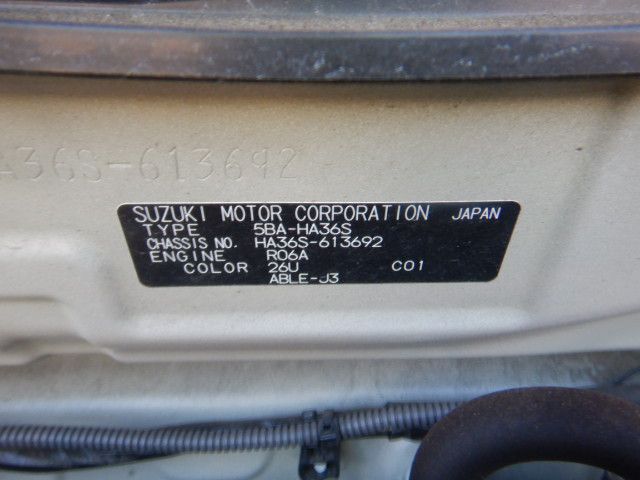 A36S-613692
SUZUKI MOTOR CORPORATION JAPAN
TYPE 5BA-HA36S
CHASSIS NO. HA36S-613692
ENGINE R06A
COLOR 26U C01
ABLE-J3